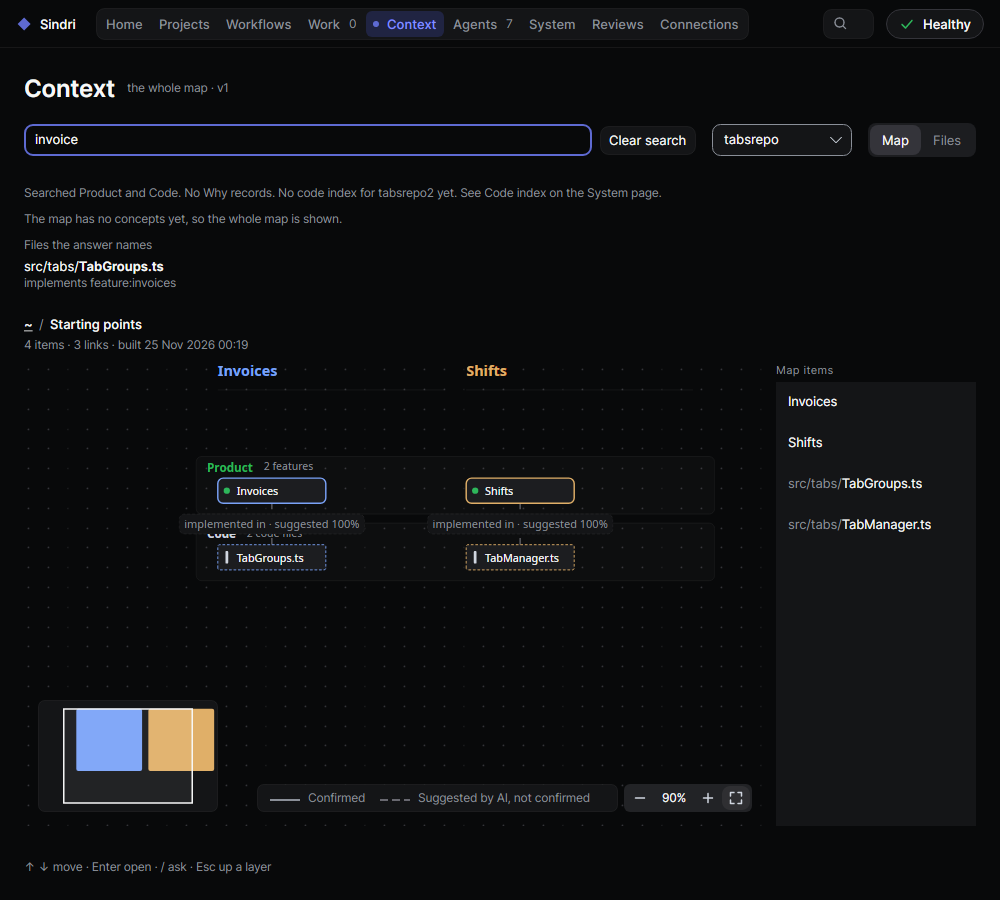 Sindri Home Projects Workflows Work 0 Context Agents 7 System Reviews Connections Healthy
Context the whole map · v1
invoice Clear search tabsrepo Map Files
Searched Product and Code. No Why records. No code index for tabsrepo2 yet. See Code index on the System page.
The map has no concepts yet, so the whole map is shown.
Files the answer names
src/tabs/TabGroups.ts
implements feature:invoices
~ / Starting points
4 items · 3 links · built 25 Nov 2026 00:19
Invoices Shifts
Product 2 features
Invoices Shifts
implemented in · suggested 100% implemented in · suggested 100%
Code 2 code files
TabGroups.ts TabManager.ts
Map items
Invoices
Shifts
src/tabs/TabGroups.ts
src/tabs/TabManager.ts
Confirmed Suggested by AI, not confirmed 90%
↑ ↓ move · Enter open · / ask · Esc up a layer